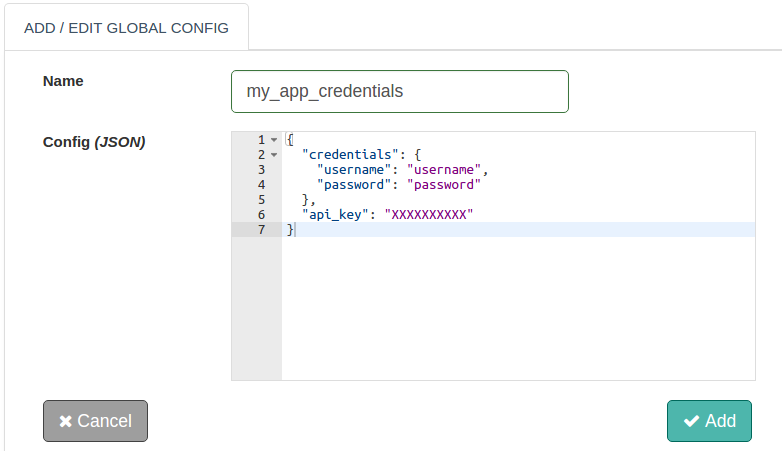 ADD / EDIT GLOBAL CONFIG
Name
my_app_credentials
Config (JSON)
1 {
2   "credentials": {
3     "username": "username",
4     "password": "password"
5   },
6   "api_key": "XXXXXXXXXX"
7 }
Cancel
Add